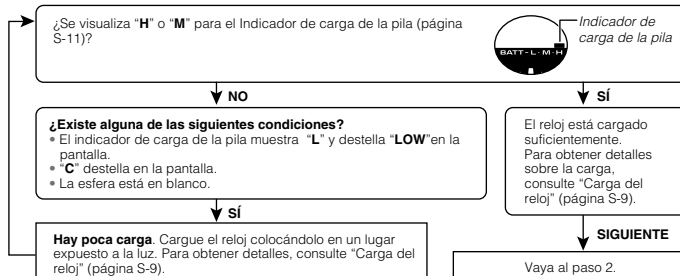 ¿Se visualiza “H” o “M” para el Indicador de carga de la pila (página
S-11)?
BATT - L · M · H
Indicador de
carga de la pila
NO
SÍ
¿Existe alguna de las siguientes condiciones?
• El indicador de carga de la pila muestra “L” y destella “LOW”en la
pantalla.
• “C” destella en la pantalla.
• La esfera está en blanco.
El reloj está cargado
suficientemente.
Para obtener detalles
sobre la carga,
consulte “Carga del
reloj” (página S-9).
SÍ
SIGUIENTE
Hay poca carga. Cargue el reloj colocándolo en un lugar
expuesto a la luz. Para obtener detalles, consulte “Carga del
reloj” (página S-9).
Vaya al paso 2.